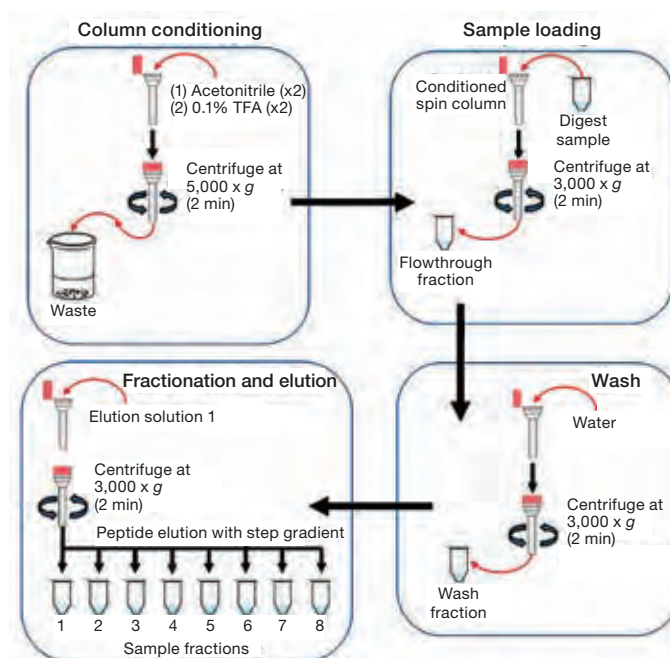 Column conditioning
(1) Acetonitrile (x2)
(2) 0.1% TFA (x2)
Centrifuge at
5,000 x g
(2 min)
Waste
Sample loading
Conditioned
spin column
Digest
sample
Centrifuge at
3,000 x g
(2 min)
Flowthrough
fraction
Fractionation and elution
Elution solution 1
Centrifuge at
3,000 x g
(2 min)
Peptide elution with step gradient
1 2 3 4 5 6 7 8
Sample fractions
Wash
Water
Centrifuge at
3,000 x g
(2 min)
Wash
fraction